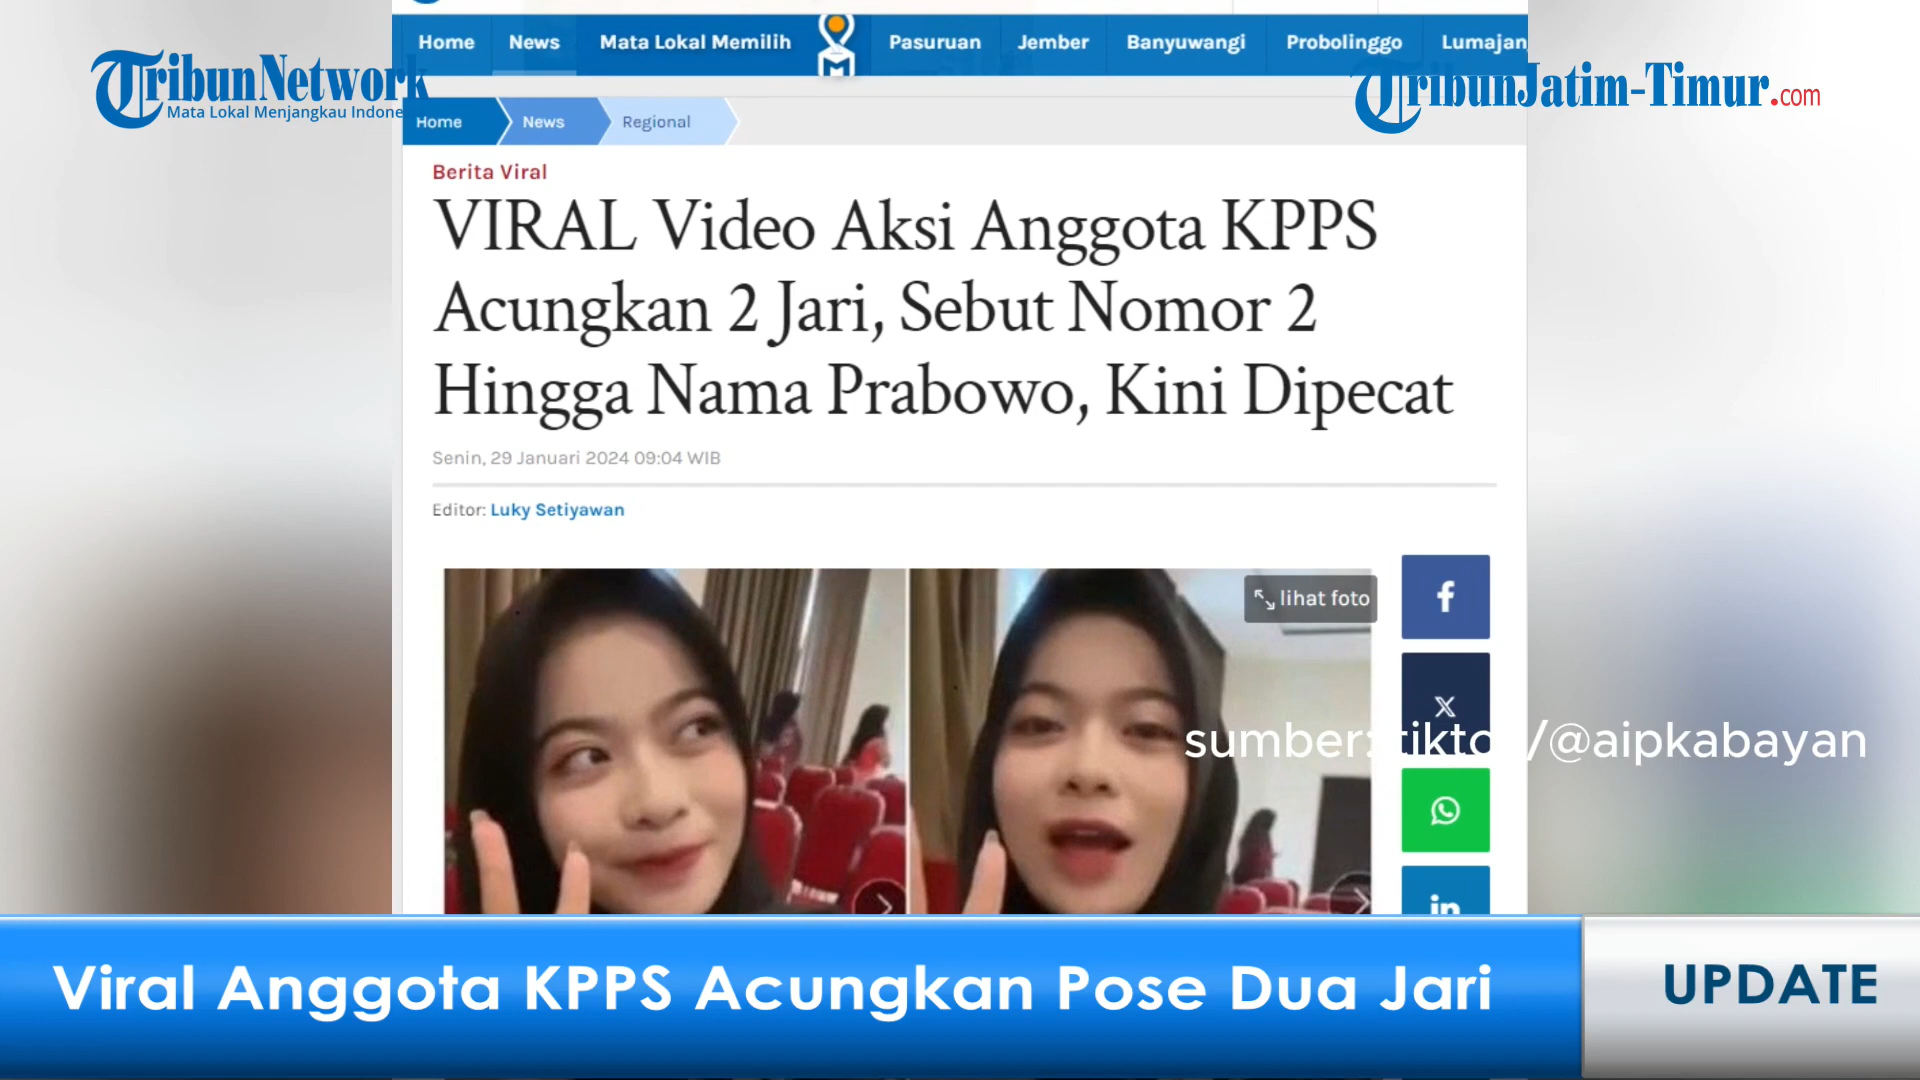 Home News Mata Lokal Memilih Pasuruan Jember Banyuwangi Probolinggo Lumajan
TribunNetwork
Mata Lokal Menjangkau Indone
TribunJatim-Timur.com
Home News Regional
Berita Viral
VIRAL Video Aksi Anggota KPPS
Acungkan 2 Jari, Sebut Nomor 2
Hingga Nama Prabowo, Kini Dipecat
Senin, 29 Januari 2024 09:04 WIB
Editor: Luky Setiyawan
lihat foto
sumber: tiktok/@aipkabayan
Viral Anggota KPPS Acungkan Pose Dua Jari
UPDATE